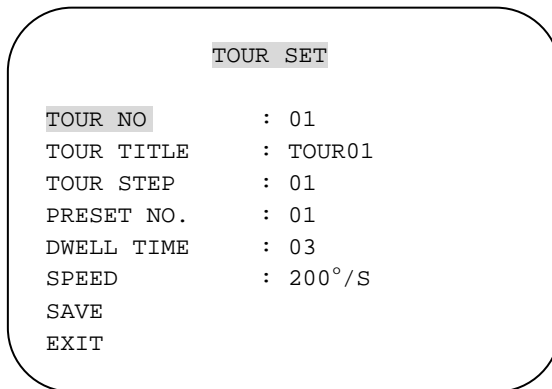 TOUR SET
TOUR NO : 01
TOUR TITLE : TOUR01
TOUR STEP : 01
PRESET NO. : 01
DWELL TIME : 03
SPEED : 200°/S
SAVE
EXIT